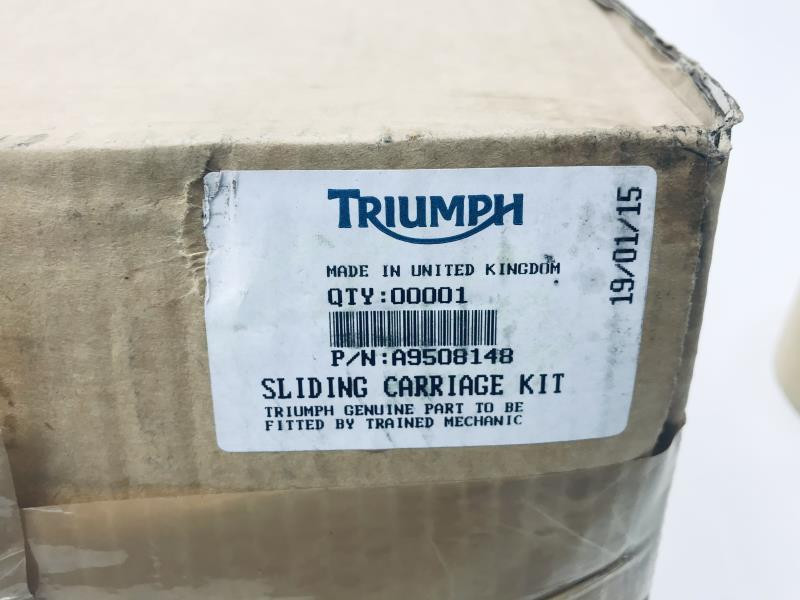 TRIUMPH
MADE IN UNITED KINGDOM
QTY:00001
P/N:A9508148
SLIDING CARRIAGE KIT
TRIUMPH GENUINE PART TO BE
FITTED BY TRAINED MECHANIC
19/01/15